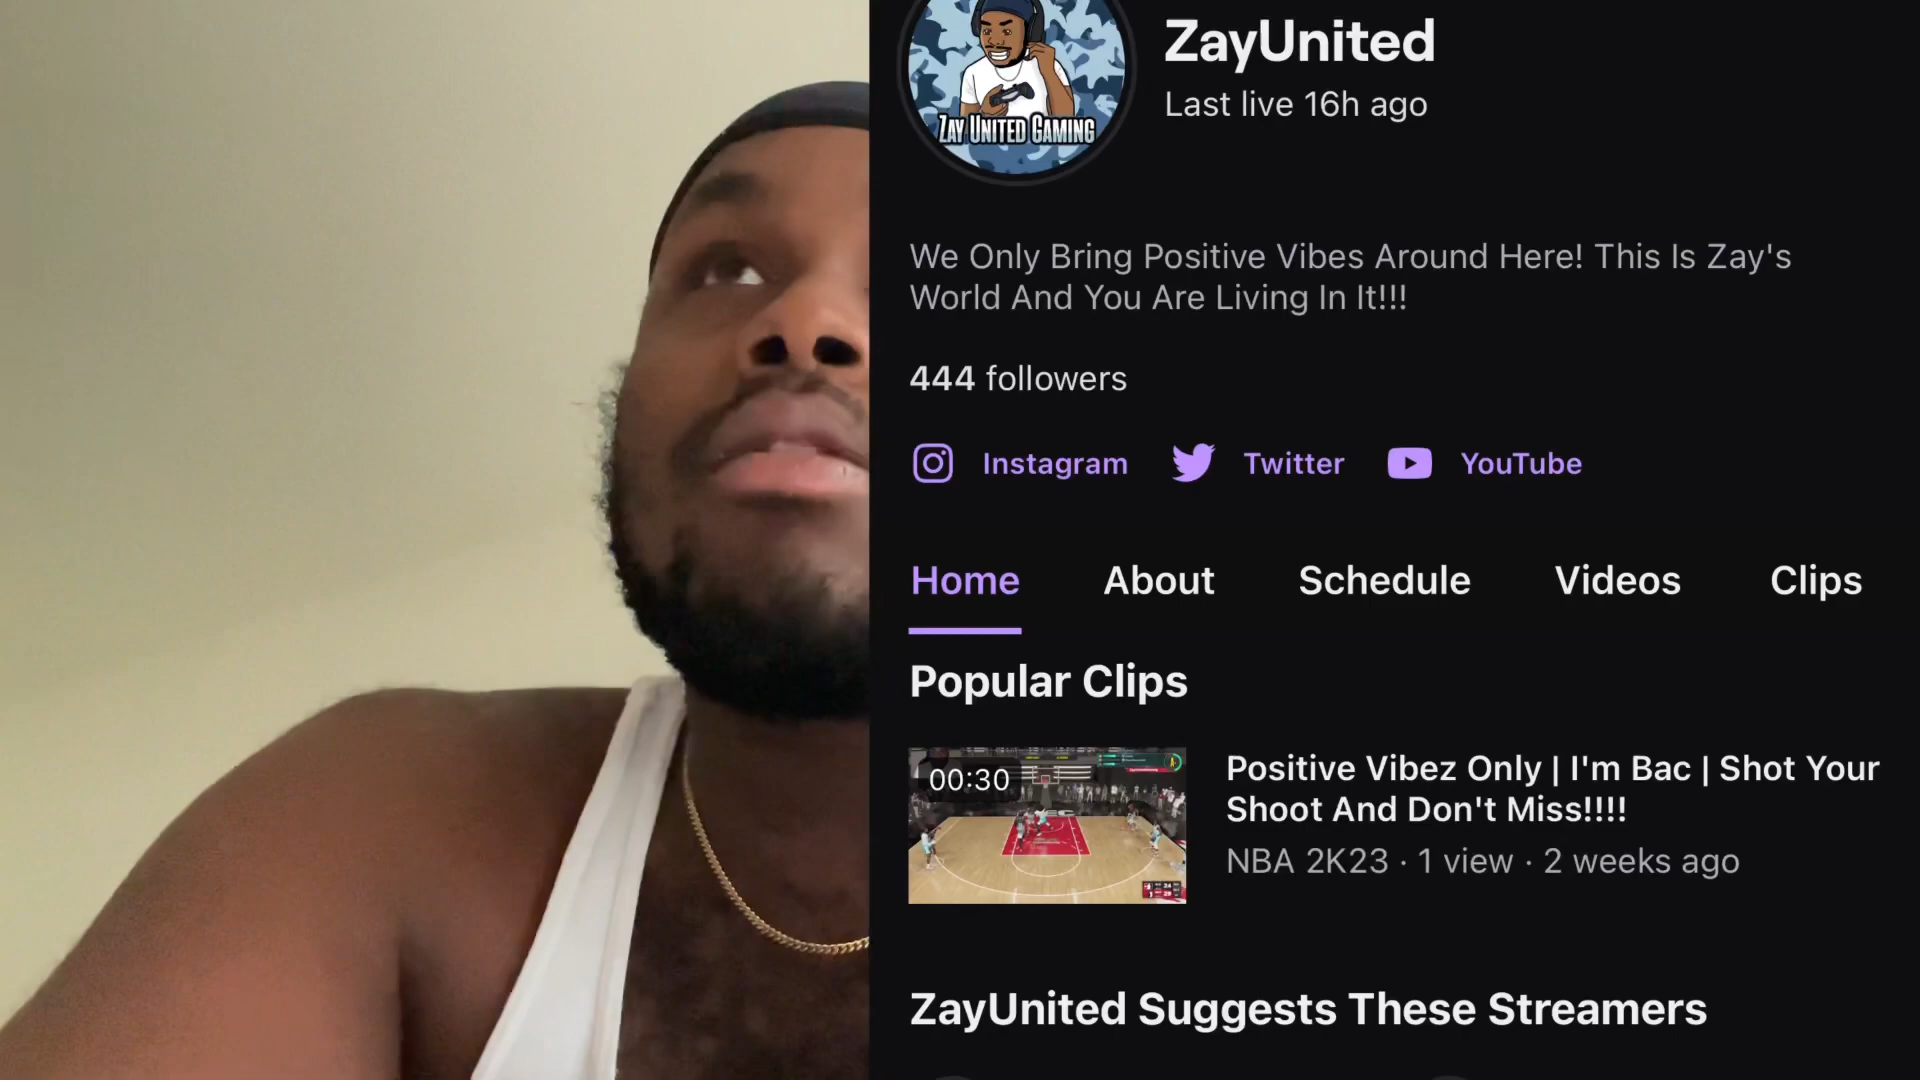 ZAY UNITED GAMING
ZayUnited
Last live 16h ago
We Only Bring Positive Vibes Around Here! This Is Zay's
World And You Are Living In It!!!
444 followers
Instagram Twitter YouTube
Home About Schedule Videos Clips
Popular Clips
00:30
Positive Vibez Only | I'm Bac | Shot Your
Shoot And Don't Miss!!!!
NBA 2K23 · 1 view · 2 weeks ago
ZayUnited Suggests These Streamers